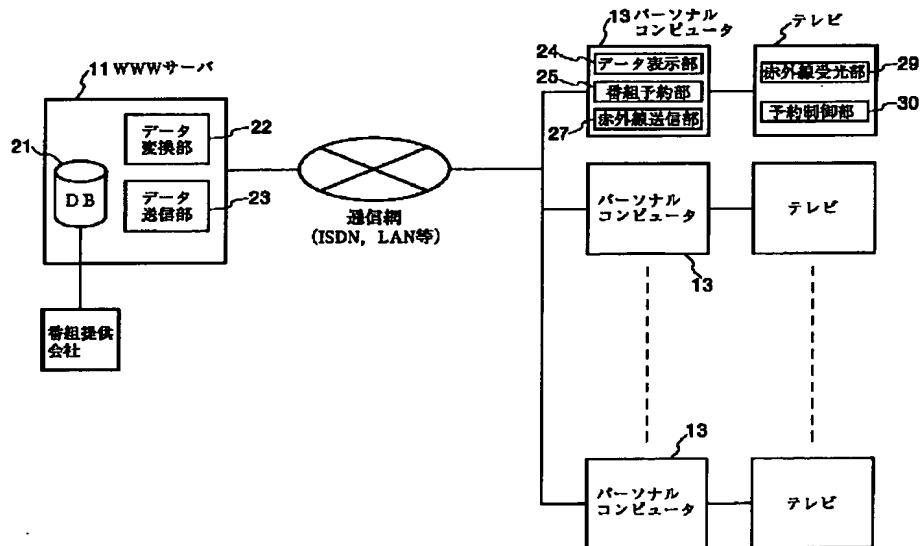 11 WWWサーバ
21
DB
データ
変換部
22
データ
送信部
23
番組提供
会社
通信網
(ISDN, LAN等)
13 パーソナル
コンピュータ
24
データ表示部
25
番組予約部
27
赤外線送信部
テレビ
赤外線受光部
29
予約制御部
30
パーソナル
コンピュータ
13
テレビ
13
パーソナル
コンピュータ
テレビ